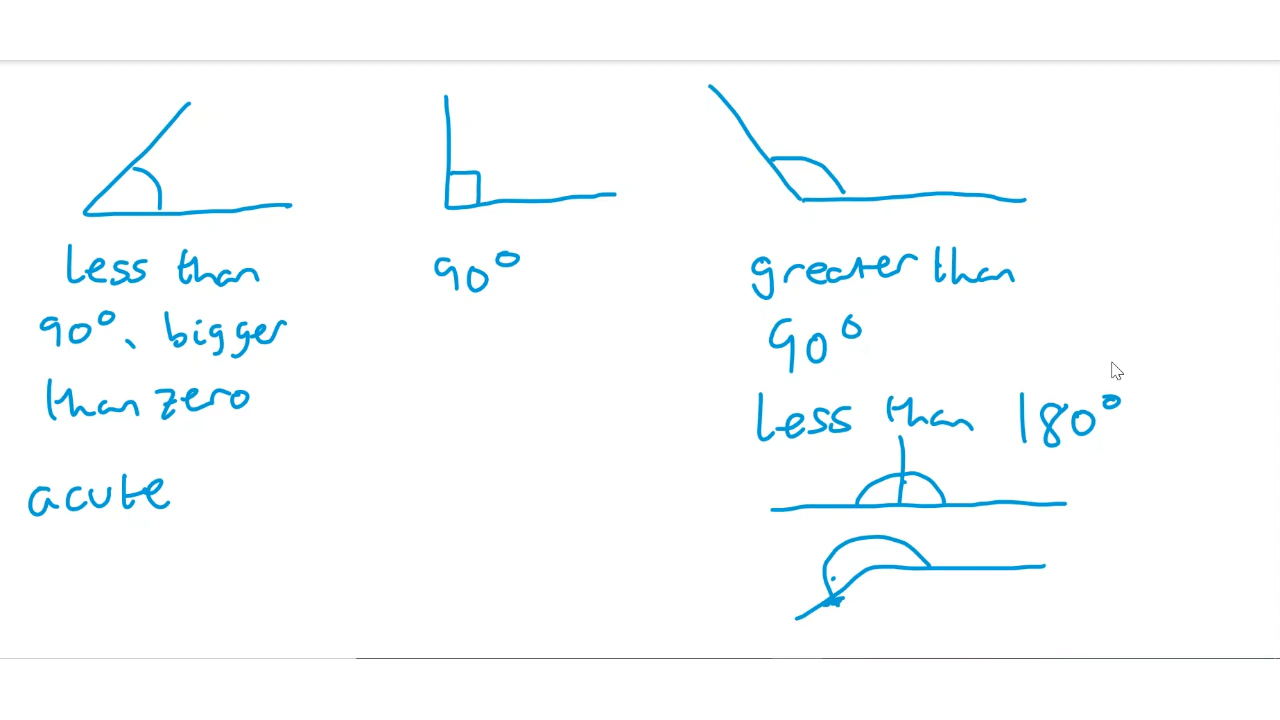 less than
90°, bigger
than zero
acute
90°
greater than
90°
less than 180°